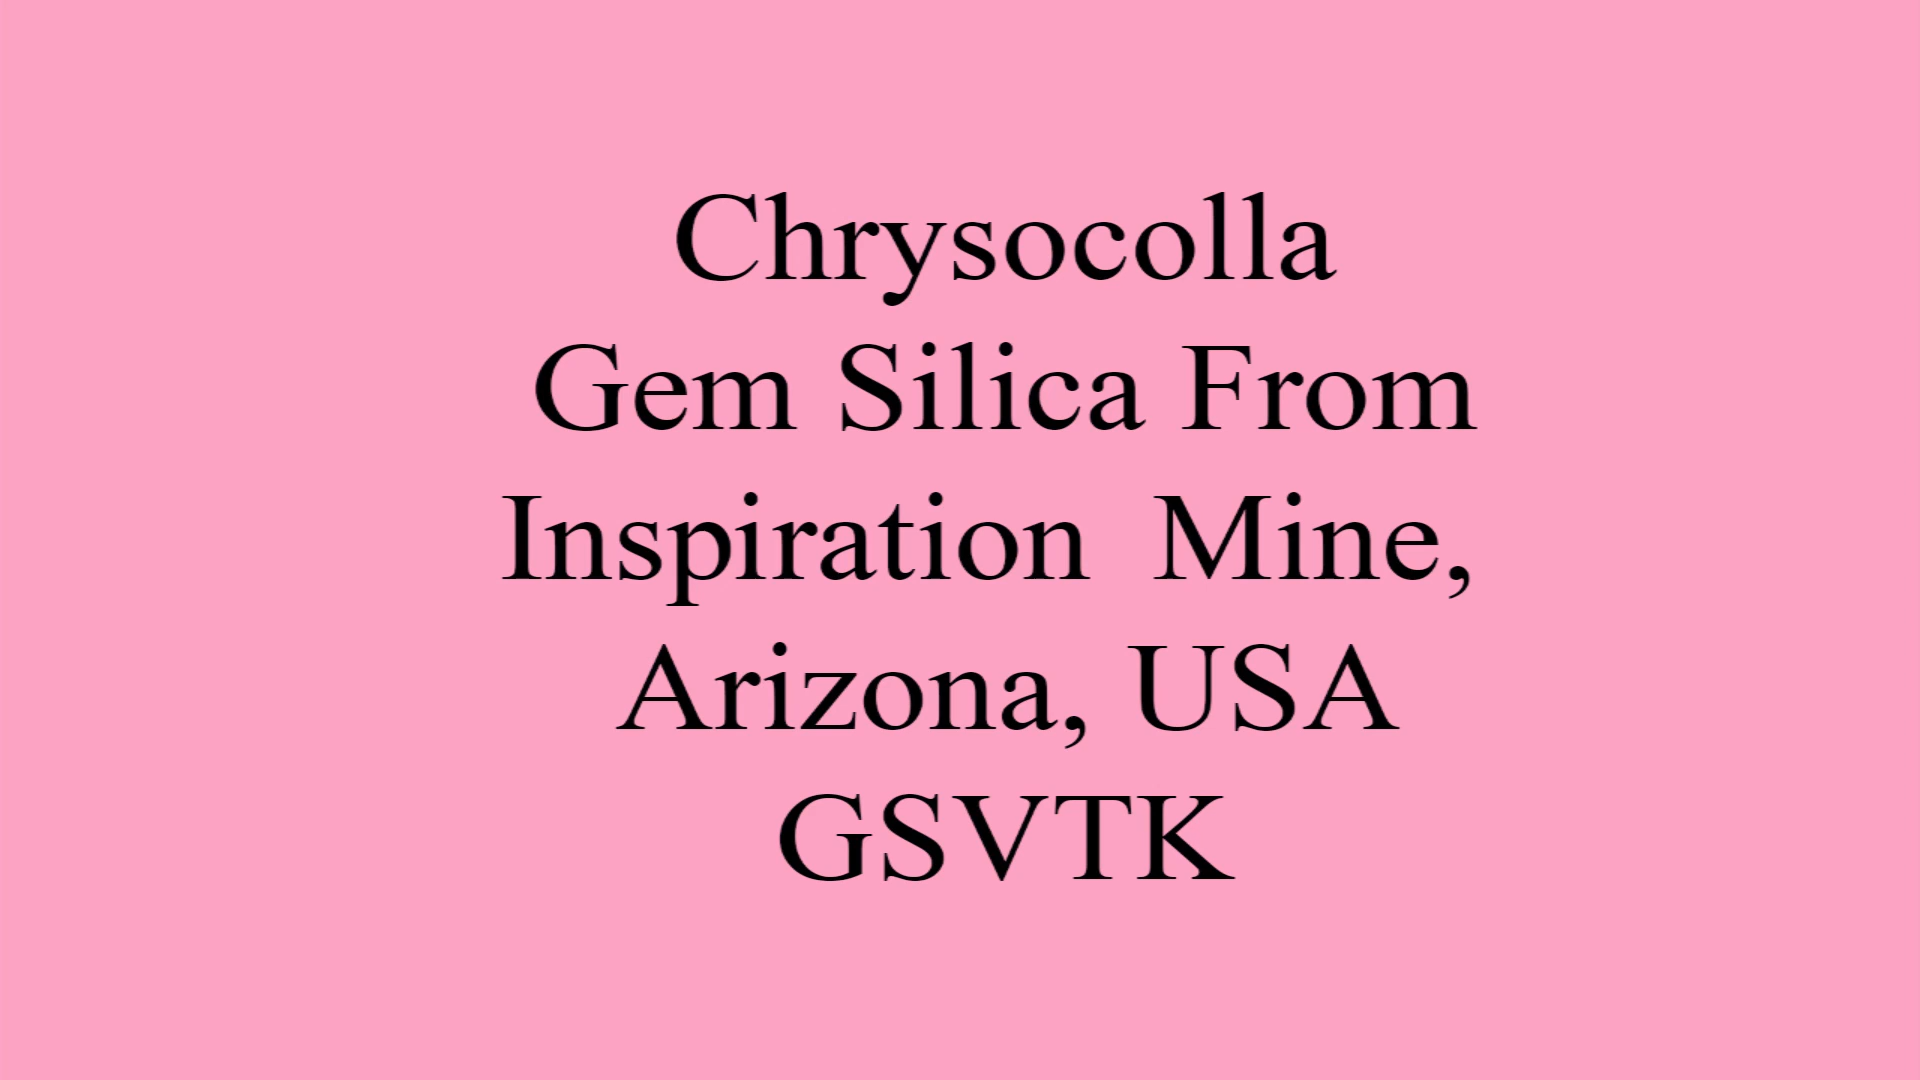 Chrysocolla
Gem Silica From
Inspiration  Mine,
Arizona, USA
GSVTK